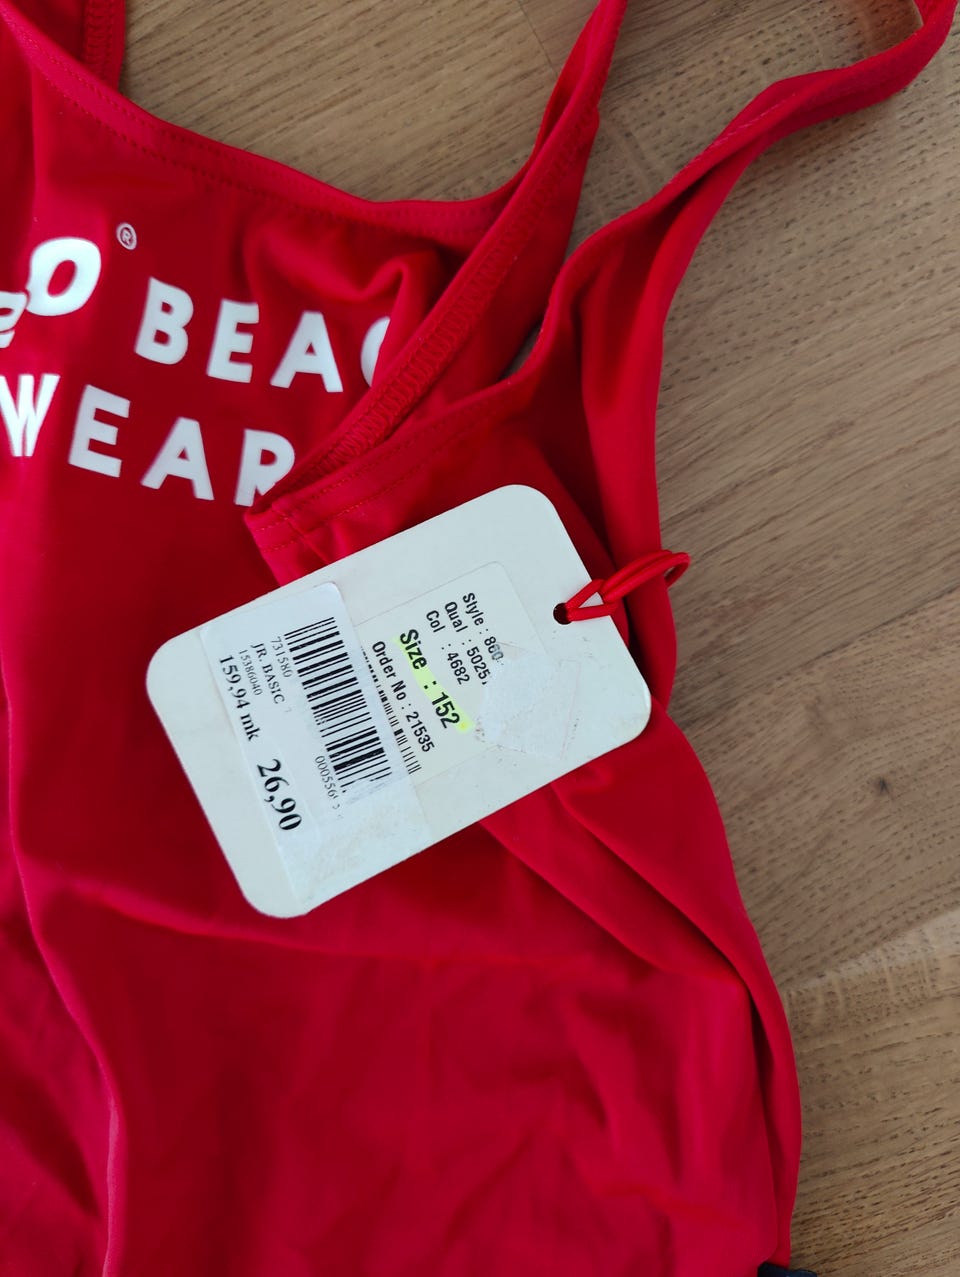 ® BEAC
WEAR
Style : 860
Qual : 5025
Col : 4682
Size : 152
Order No : 21535
731580
JR. BASIC 7
15386040
159,94 mk 26,90